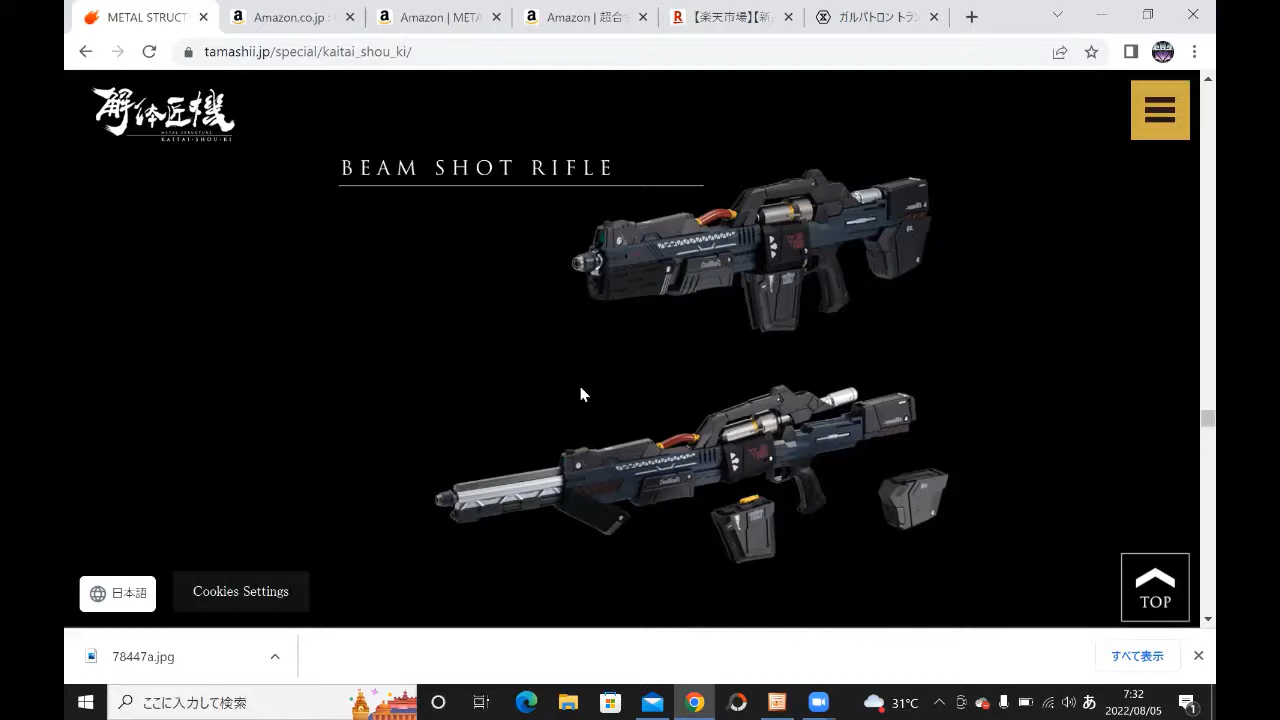 METAL STRUCT
Amazon.co.jp :
Amazon | META
Amazon | 超合
【楽天市場】【新
ガルバトロン トラン
tamashii.jp/special/kaitai_shou_ki/
解体匠機
METAL STRUCTURE
KAITAI-SHOU-KI
BEAM SHOT RIFLE
日本語
Cookies Settings
TOP
78447a.jpg
すべて表示
ここに入力して検索
31°C
あ
7:32
2022/08/05
1